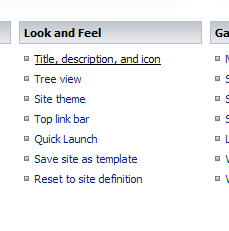 Look and Feel
Title, description, and icon
Tree view
Site theme
Top link bar
Quick Launch
Save site as template
Reset to site definition
Ga